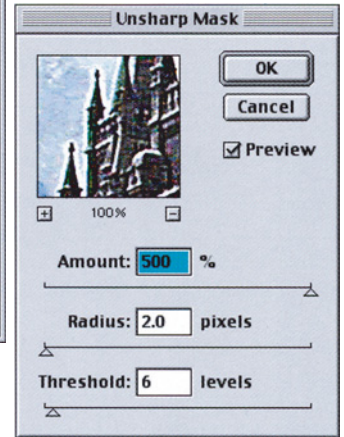 Unsharp Mask
OK
Cancel
Preview
100%
Amount: 500 %
Radius: 2.0 pixels
Threshold: 6 levels